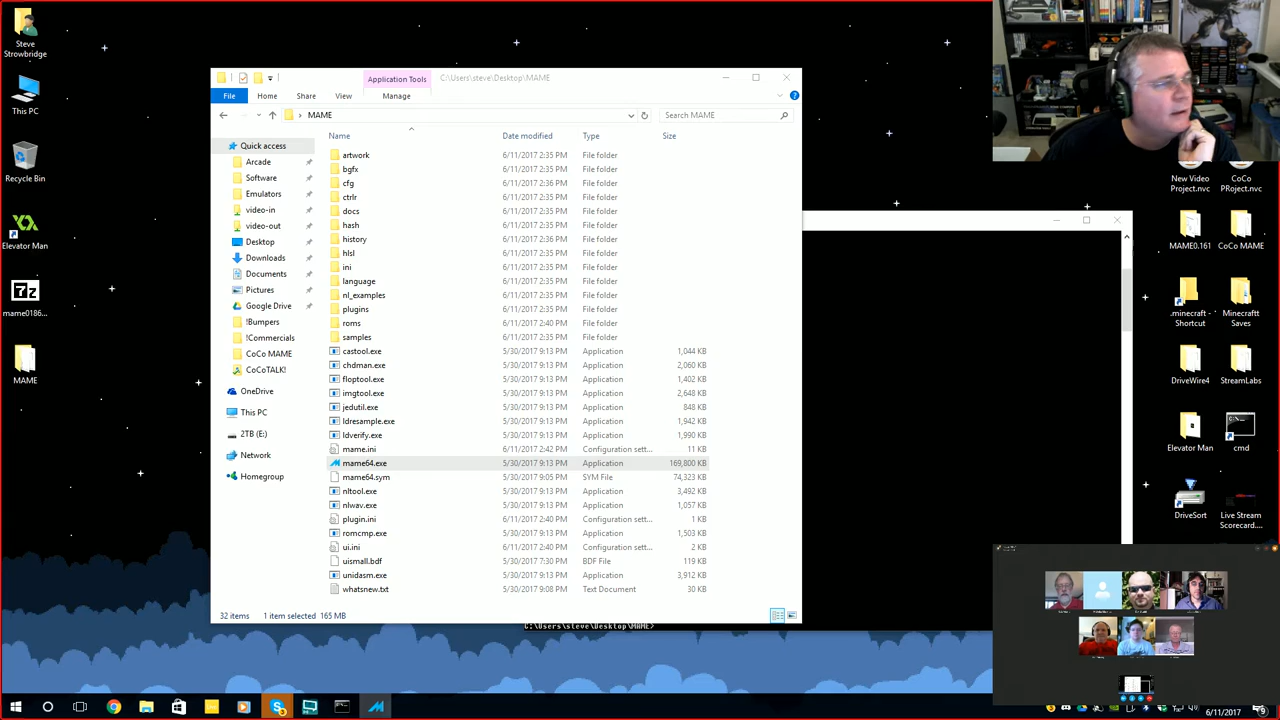 Steve
Strowbridge
This PC
Recycle Bin
Elevator Man
mame0186...
MAME
Application Tools
C:\Users\steve\Desktop\MAME
File
Home
Share
View
Manage
MAME
Search MAME
Name
Date modified
Type
Size
Quick access
Arcade
Software
Emulators
video-in
video-out
Desktop
Downloads
Documents
Pictures
Google Drive
!Bumpers
!Commercials
CoCo MAME
CoCoTALK!
OneDrive
This PC
2TB (E:)
Network
Homegroup
artwork 6/11/2017 2:35 PM File folder
bgfx 6/11/2017 2:35 PM File folder
cfg 6/11/2017 2:36 PM File folder
ctrlr 6/11/2017 2:35 PM File folder
docs 6/11/2017 2:35 PM File folder
hash 6/11/2017 2:35 PM File folder
history 6/11/2017 2:36 PM File folder
hlsl 6/11/2017 2:35 PM File folder
ini 6/11/2017 2:35 PM File folder
language 6/11/2017 2:35 PM File folder
nl_examples 6/11/2017 2:35 PM File folder
plugins 6/11/2017 2:35 PM File folder
roms 6/11/2017 2:40 PM File folder
samples 6/11/2017 2:35 PM File folder
castool.exe 5/30/2017 9:13 PM Application 1,044 KB
chdman.exe 5/30/2017 9:13 PM Application 2,060 KB
floptool.exe 5/30/2017 9:13 PM Application 1,402 KB
imgtool.exe 5/30/2017 9:13 PM Application 2,648 KB
jedutil.exe 5/30/2017 9:13 PM Application 848 KB
ldresample.exe 5/30/2017 9:13 PM Application 1,942 KB
ldverify.exe 5/30/2017 9:13 PM Application 1,990 KB
mame.ini 6/11/2017 2:42 PM Configuration sett... 11 KB
mame64.exe 5/30/2017 9:13 PM Application 169,800 KB
mame64.sym 5/30/2017 9:05 PM SYM File 74,323 KB
nltool.exe 5/30/2017 9:13 PM Application 3,492 KB
nlwav.exe 5/30/2017 9:13 PM Application 1,057 KB
plugin.ini 6/11/2017 2:40 PM Configuration sett... 1 KB
romcmp.exe 5/30/2017 9:13 PM Application 1,503 KB
ui.ini 6/11/2017 2:40 PM Configuration sett... 2 KB
uismall.bdf 5/30/2017 7:30 PM BDF File 119 KB
unidasm.exe 5/30/2017 9:13 PM Application 3,912 KB
whatsnew.txt 5/30/2017 9:08 PM Text Document 30 KB
32 items 1 item selected 165 MB
C:\Users\steve\Desktop\MAME>
New Video
Project.nvc
CoCo
PRoject.nvc
MAME0.161
CoCo MAME
.minecraft -
Shortcut
Minecraftt
Saves
DriveWire4
StreamLabs
Elevator Man
cmd
DriveSort
Live Stream
Scorecard....
6/11/2017